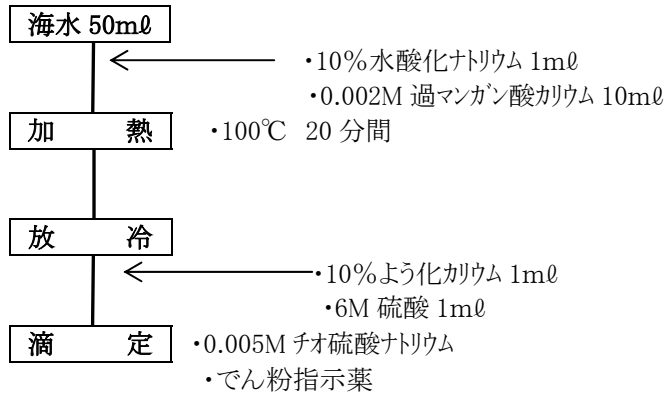 海水 50mℓ
・10％水酸化ナトリウム 1mℓ
・0.002M 過マンガン酸カリウム 10mℓ
加　熱 ・100℃ 20 分間
放　冷
・10％よう化カリウム 1mℓ
・6M 硫酸 1mℓ
滴　定 ・0.005M チオ硫酸ナトリウム
・でん粉指示薬